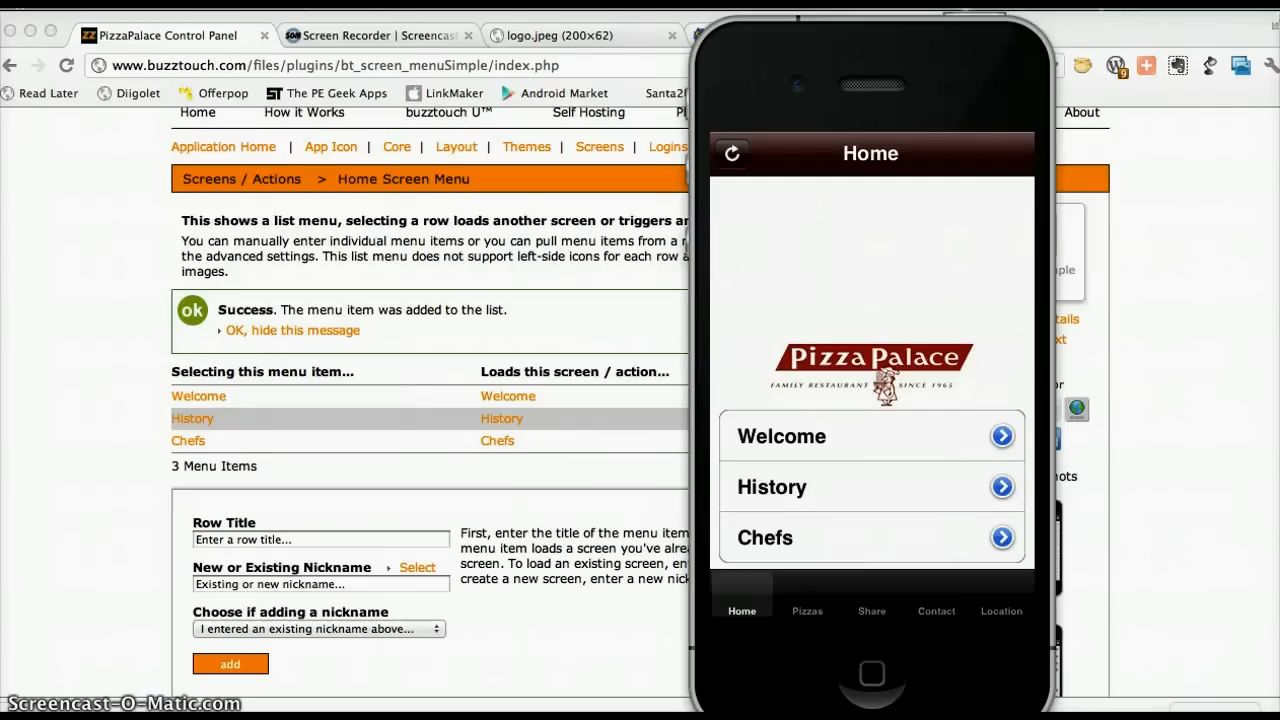 PizzaPalace Control Panel
Screen Recorder | Screencast
logo.jpeg (200×62)
www.buzztouch.com/files/plugins/bt_screen_menuSimple/index.php
9
Read Later
Diigolet
Offerpop
The PE Geek Apps
LinkMaker
Android Market
Santa2
Home
How it Works
buzztouch U™
Self Hosting
About
Application Home | App Icon | Core | Layout | Themes | Screens | Logins
Screens / Actions > Home Screen Menu
This shows a list menu, selecting a row loads another screen or triggers
You can manually enter individual menu items or you can pull menu items from a
the advanced settings. This list menu does not support left-side icons for each row
images.
ok
Success. The menu item was added to the list.
OK, hide this message
Selecting this menu item...
Loads this screen / action...
Welcome
Welcome
History
History
Chefs
Chefs
3 Menu Items
Row Title
Enter a row title...
New or Existing Nickname
Select
Existing or new nickname...
Choose if adding a nickname
I entered an existing nickname above...
add
First, enter the title of the menu item
menu item loads a screen you've
screen. To load an existing screen,
create a new screen, enter a new
Home
PizzaPalace
FAMILY RESTAURANT SINCE 1965
Welcome
History
Chefs
Home
Pizzas
Share
Contact
Location
Screencast-O-Matic.com